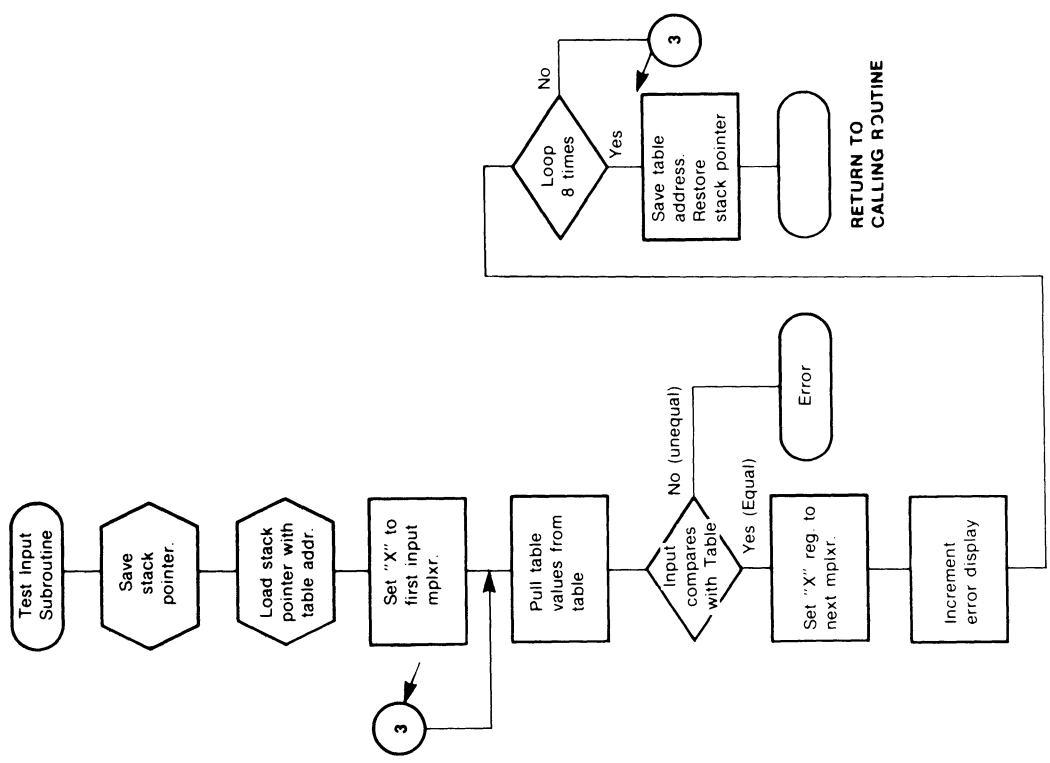 Test Input
Subroutine
Save
stack
pointer.
Load stack
pointer with
table addr.
Set "X" to
first input
mplxr.
3
Pull table
values from
table
Input
compares
with Table
No (unequal)
Error
Yes (Equal)
Set "X" reg. to
next mplxr.
Increment
error display
Loop
8 times
No
3
Yes
Save table
address.
Restore
stack pointer
RETURN TO
CALLING ROUTINE